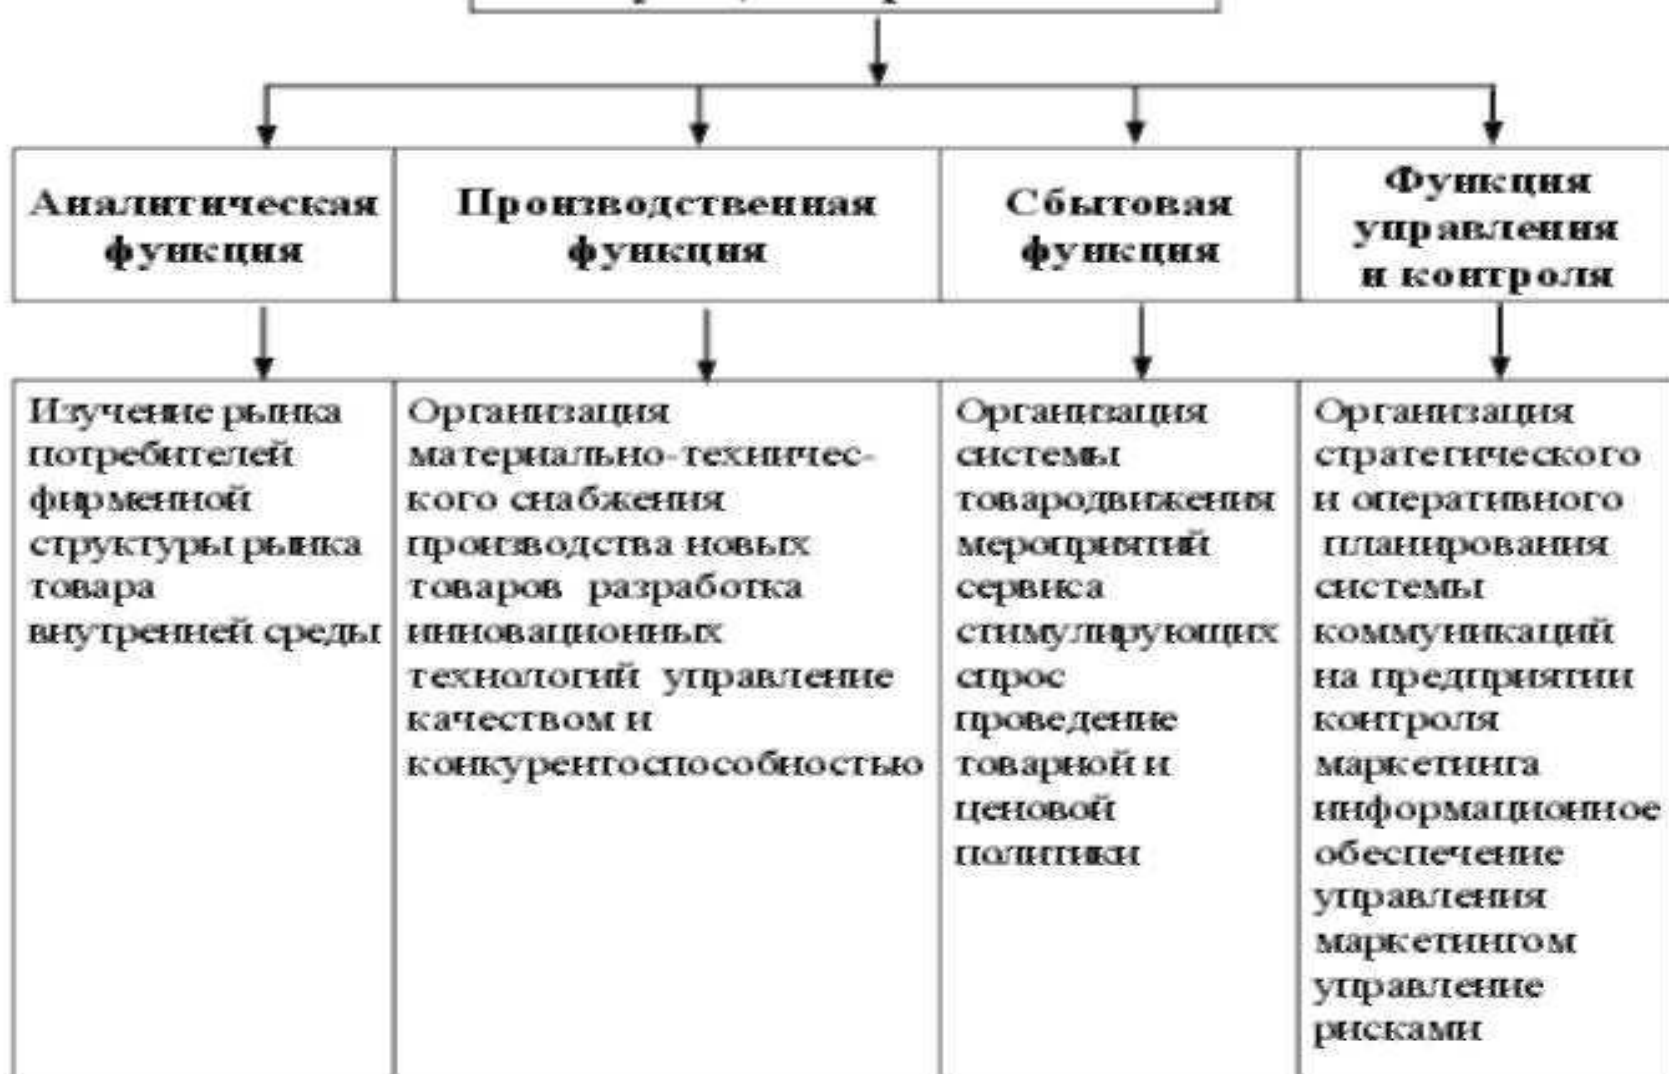 Аналитическая
функция
Производственная
функция
Сбытовая
функция
Функция
управления
и контроля
Изучение рынка
потребителей
фирменной
структуры рынка
товара
внутренней среды
Организация
материально-техничес-
кого снабжения
производства новых
товаров разработка
инновационных
технологий управление
качеством и
конкурентоспособностью
Организация
системы
товародвижения
мероприятий
сервиса
стимулирующих
спрос
проведение
товарной и
ценовой
политики
Организация
стратегического
и оперативного
планирования
системы
коммуникаций
на предприятии
контроля
маркетинга
информационное
обеспечение
управления
маркетингом
управление
рисками